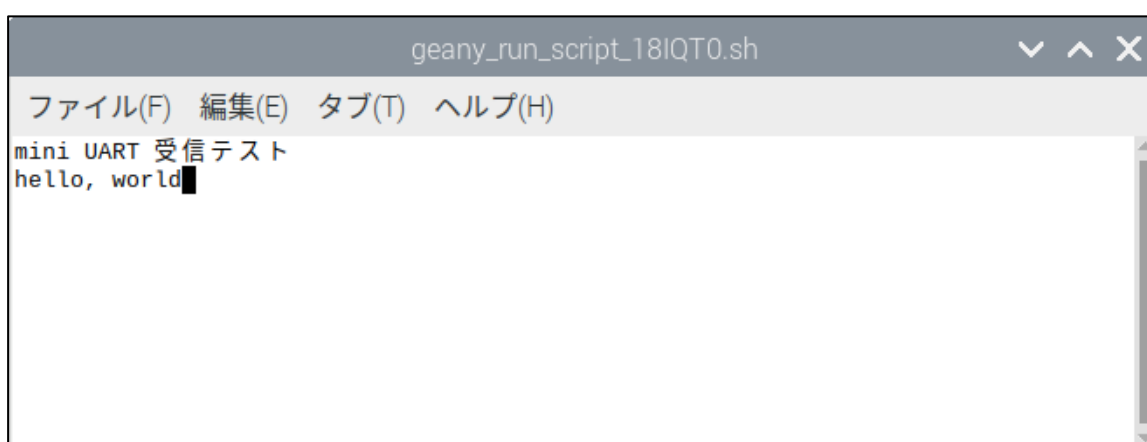 geany_run_script_18IQT0.sh
ファイル(F) 編集(E) タブ(T) ヘルプ(H)
mini UART 受信テスト
hello, world